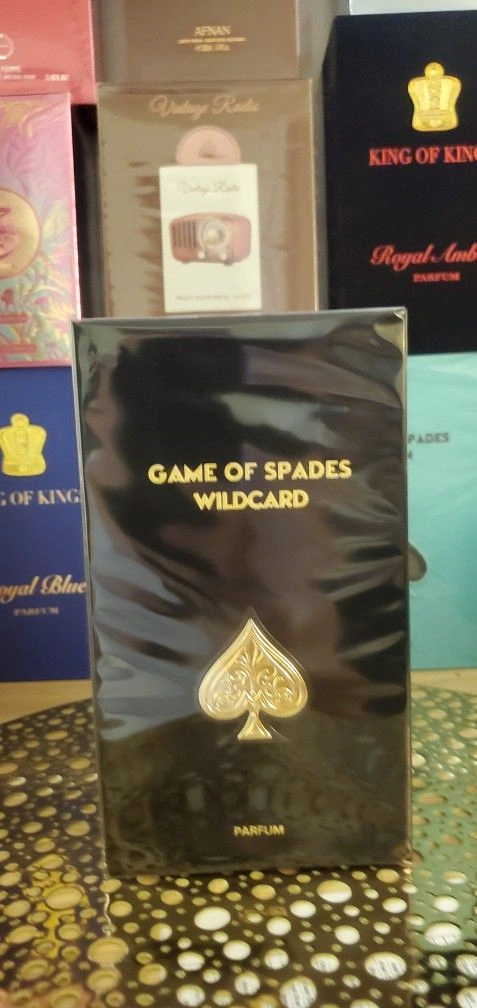 AFNAN
Vintage Radio
Vintage Radio
KING OF KING
Royal Amb
PARFUM
GAME OF SPADES
WILDCARD
PARFUM
G OF KING
oyal Blue
PARFUM
SPADES